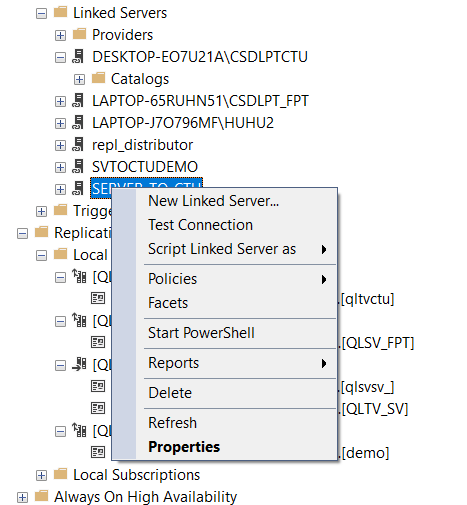 Linked Servers
Providers
DESKTOP-EO7U21A\CSDLPTCTU
Catalogs
LAPTOP-65RUHN51\CSDLPT_FPT
LAPTOP-J7O796MF\HUHU2
repl_distributor
SVTOCTUDEMO
SERVER_TO_CTU
New Linked Server...
Test Connection
Script Linked Server as
Policies
Facets
Start PowerShell
Reports
Delete
Refresh
Properties
Trigge
Replicati
Local
[QL
.[qltvctu]
[QL
.[QLSV_FPT]
[QL
.[qlsvsv_]
.[QLTV_SV]
[QL
.[demo]
Local Subscriptions
Always On High Availability